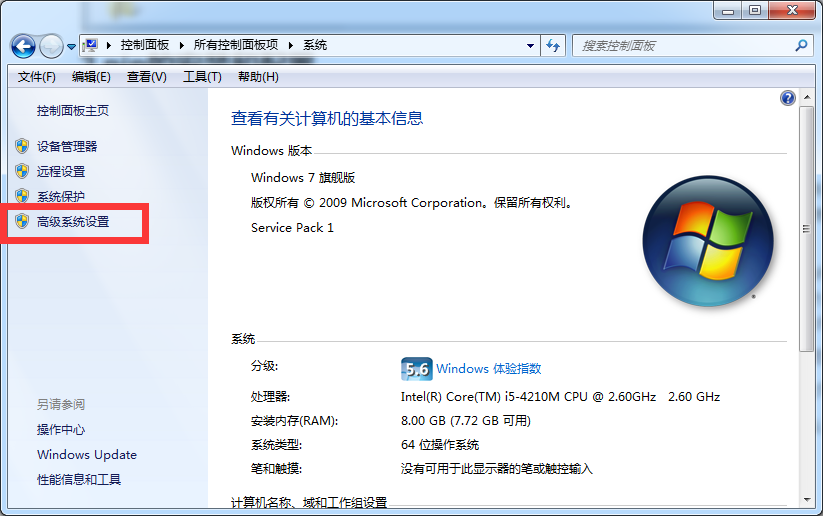 控制面板 ▸ 所有控制面板项 ▸ 系统
搜索控制面板
文件(F) 编辑(E) 查看(V) 工具(T) 帮助(H)
控制面板主页
设备管理器
远程设置
系统保护
高级系统设置
另请参阅
操作中心
Windows Update
性能信息和工具
查看有关计算机的基本信息
Windows 版本
Windows 7 旗舰版
版权所有 © 2009 Microsoft Corporation。保留所有权利。
Service Pack 1
系统
分级: 5.6 Windows 体验指数
处理器: Intel(R) Core(TM) i5-4210M CPU @ 2.60GHz 2.60 GHz
安装内存(RAM): 8.00 GB (7.72 GB 可用)
系统类型: 64 位操作系统
笔和触摸: 没有可用于此显示器的笔或触控输入
计算机名称、域和工作组设置